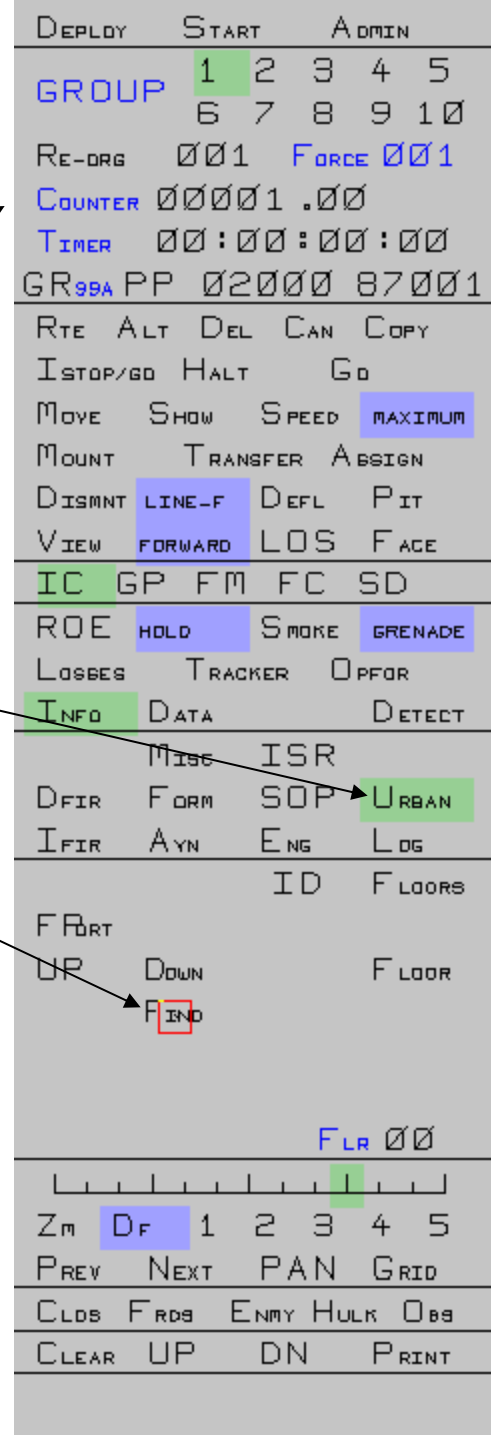 DEPLOY START ADMIN
GROUP 1 2 3 4 5
6 7 8 9 10
RE-ORG 001 FORCE 001
COUNTER 00001 .00
TIMER 00:00:00:00
GR99A PP 02000 87001
RTE ALT DEL CAN COPY
ISTOP/GO HALT GO
MOVE SHOW SPEED MAXIMUM
MOUNT TRANSFER ASSIGN
DISMNT LINE-F DEFL PIT
VIEW FORWARD LOS FACE
IC GP FM FC SD
ROE HOLD SMOKE GRENADE
LOSSES TRACKER OPFOR
INFO DATA DETECT
MISC ISR
DFIR FORM SOP URBAN
IFIR AYN ENG LOG
ID FLOORS
UP DOWN FLOOR
FIND
FLR 00
ZM DF 1 2 3 4 5
PREV NEXT PAN GRID
CLDS FRDS ENMY HULK OBS
CLEAR UP DN PRINT